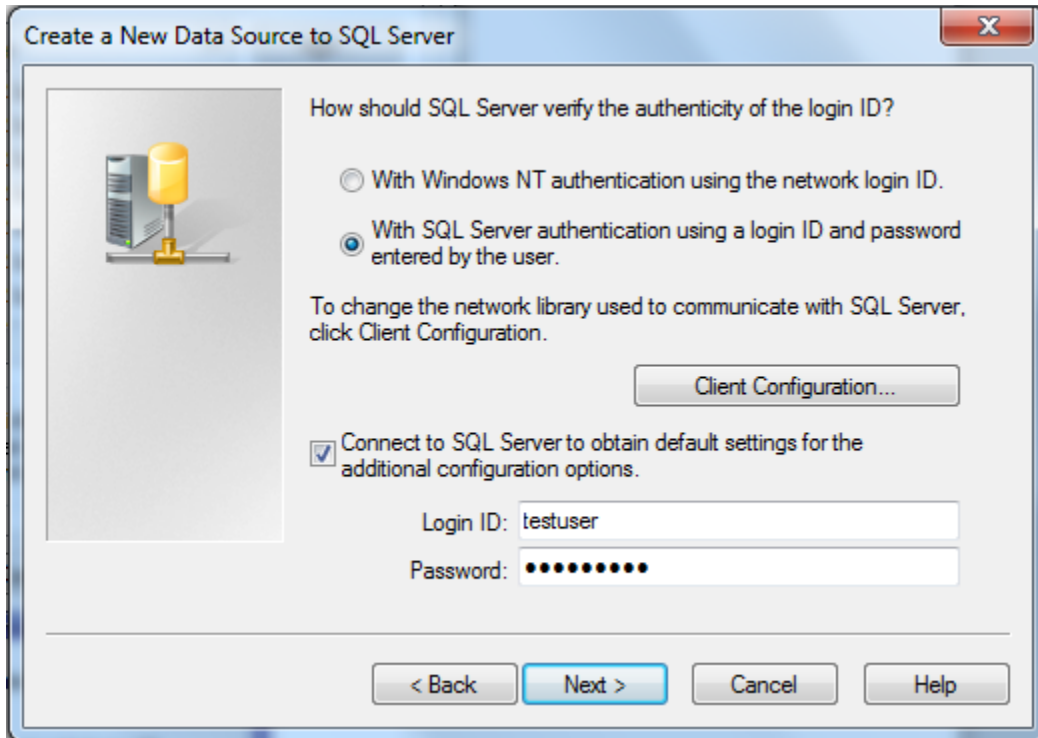 Create a New Data Source to SQL Server
How should SQL Server verify the authenticity of the login ID?
With Windows NT authentication using the network login ID.
With SQL Server authentication using a login ID and password
entered by the user.
To change the network library used to communicate with SQL Server,
click Client Configuration.
Client Configuration...
Connect to SQL Server to obtain default settings for the
additional configuration options.
Login ID: testuser
Password: ●●●●●●●●●
< Back Next > Cancel Help